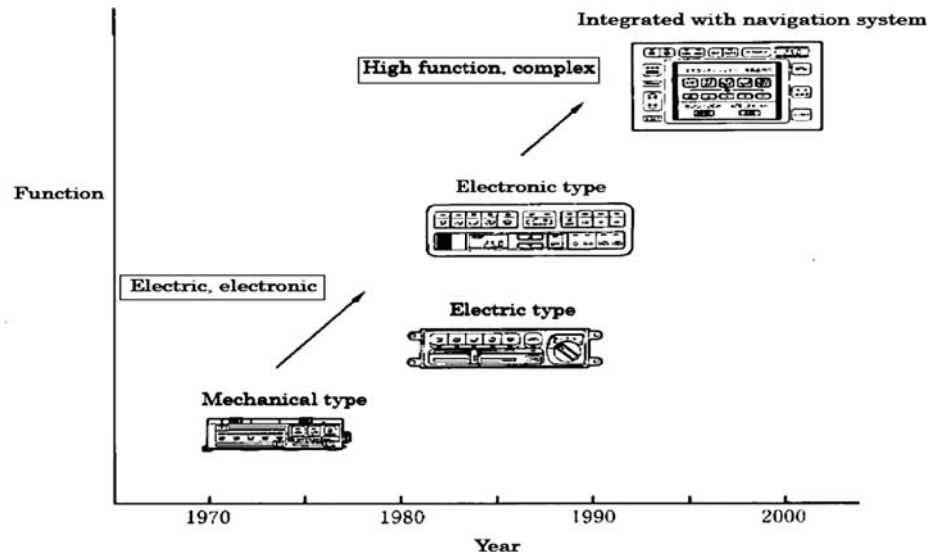 Integrated with navigation system
High function, complex
Electronic type
Function
Electric, electronic
Electric type
Mechanical type
1970
1980
1990
2000
Year